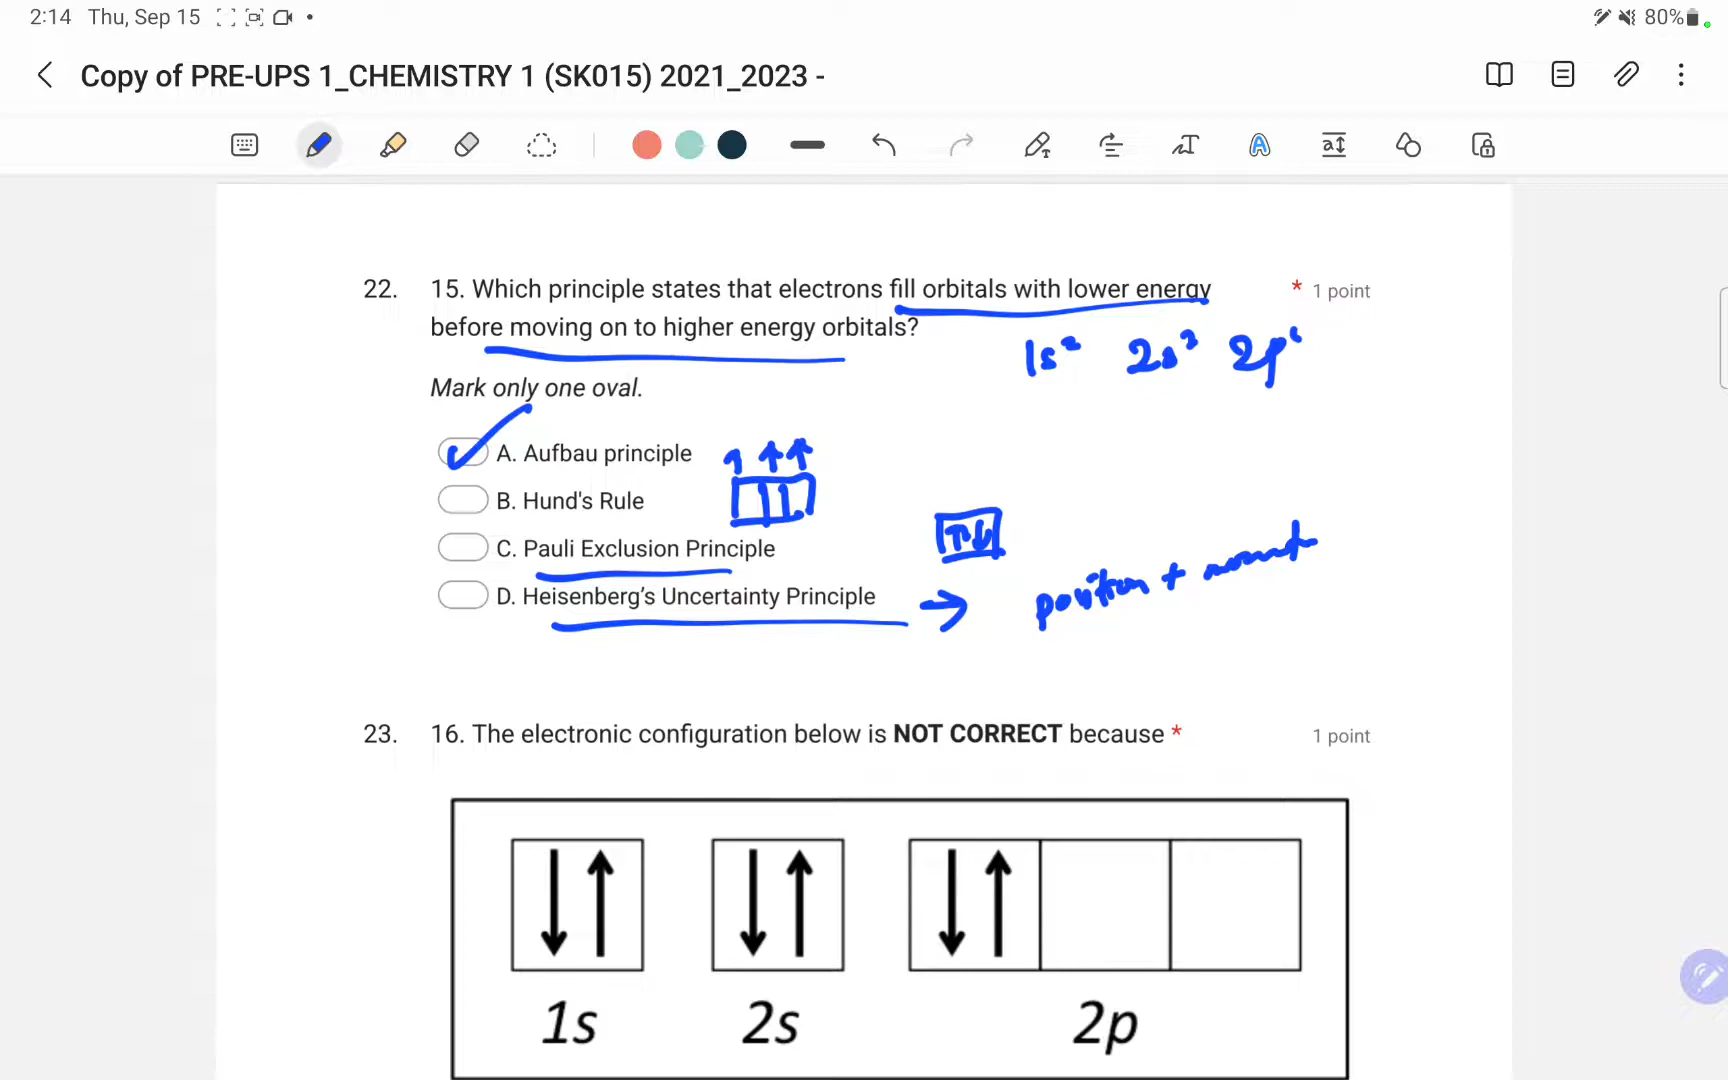 2:14 Thu, Sep 15 80%
Copy of PRE-UPS 1_CHEMISTRY 1 (SK015) 2021_2023 -
22. 15. Which principle states that electrons fill orbitals with lower energy * 1 point
before moving on to higher energy orbitals?
1s² 2s² 2p⁶
Mark only one oval.
A. Aufbau principle
B. Hund's Rule
C. Pauli Exclusion Principle
D. Heisenberg's Uncertainty Principle
position +
23. 16. The electronic configuration below is NOT CORRECT because * 1 point
1s 2s 2p